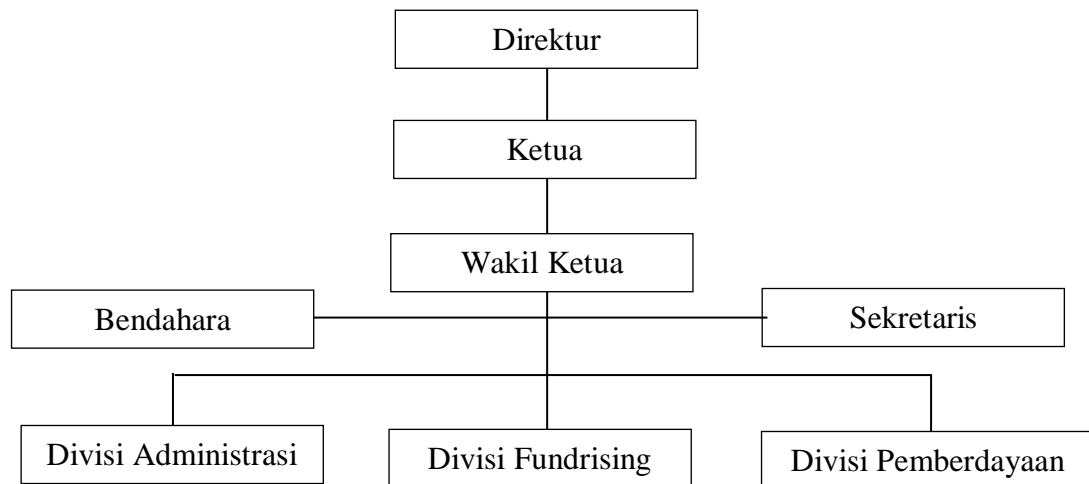 Direktur
Ketua
Wakil Ketua
Bendahara
Sekretaris
Divisi Administrasi
Divisi Fundrising
Divisi Pemberdayaan